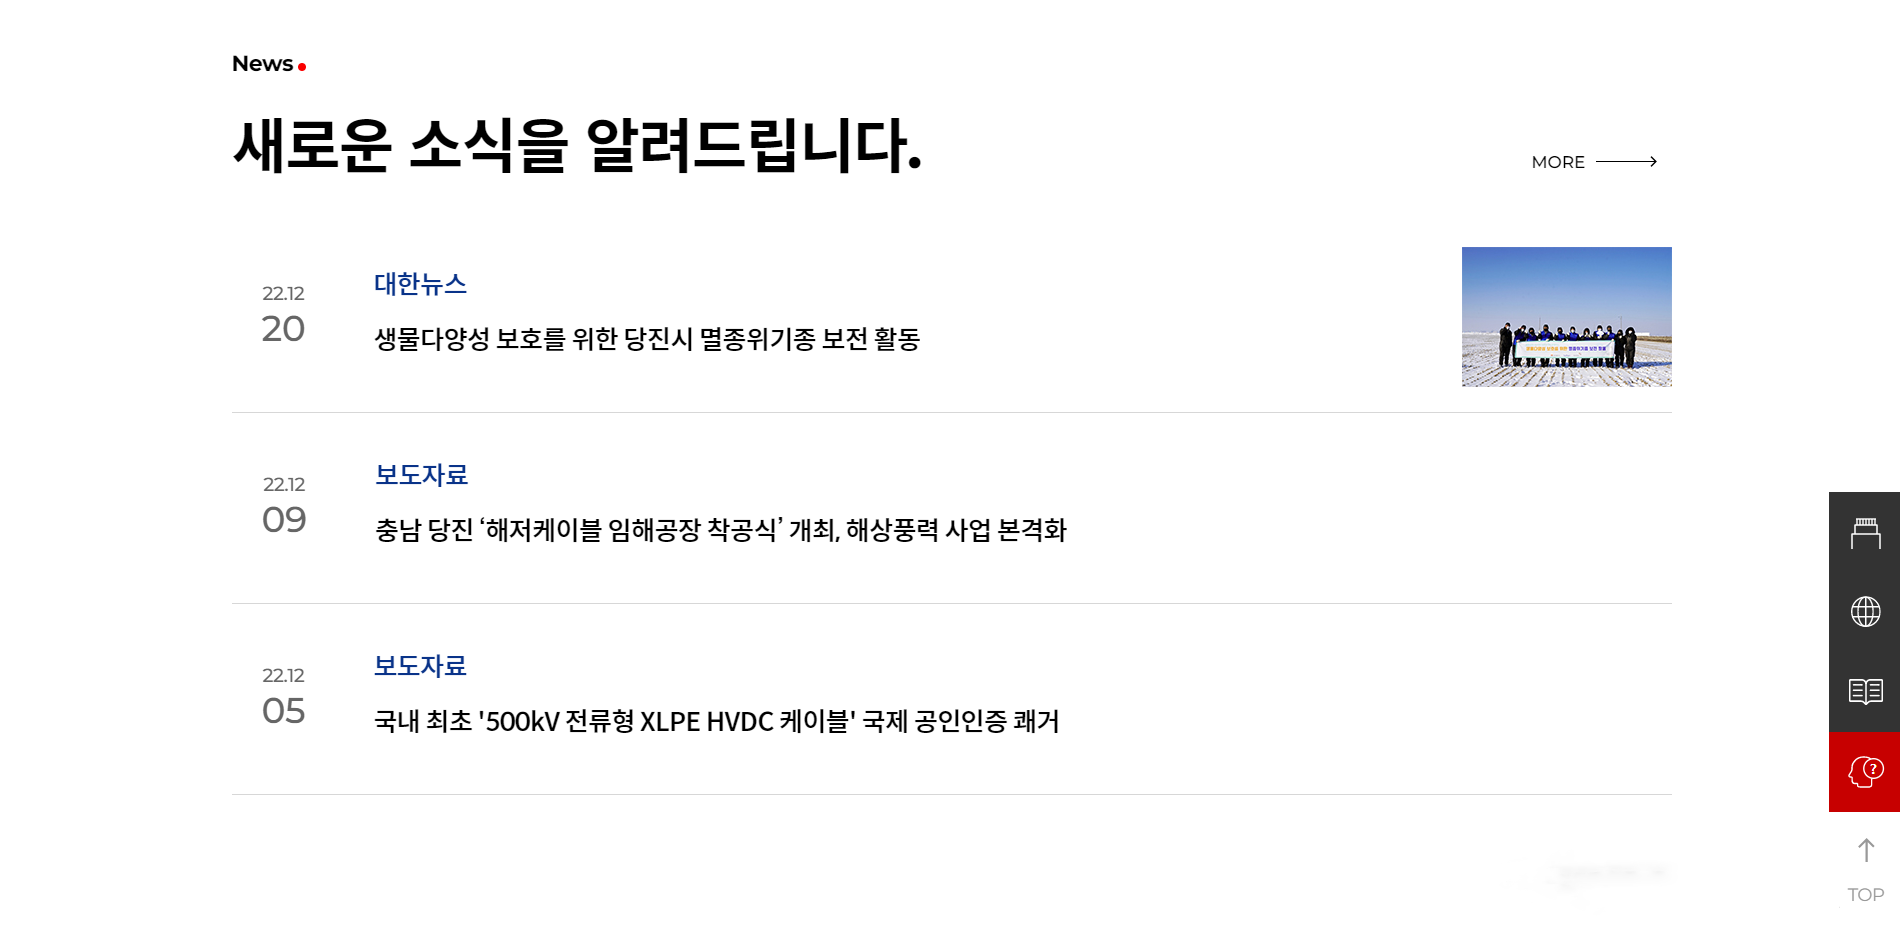 News
새로운 소식을 알려드립니다.
MORE
22.12
20
대한뉴스
생물다양성 보호를 위한 당진시 멸종위기종 보전 활동
22.12
09
보도자료
충남 당진 ‘해저케이블 임해공장 착공식’ 개최, 해상풍력 사업 본격화
22.12
05
보도자료
국내 최초 '500kV 전류형 XLPE HVDC 케이블' 국제 공인인증 쾌거
?
TOP